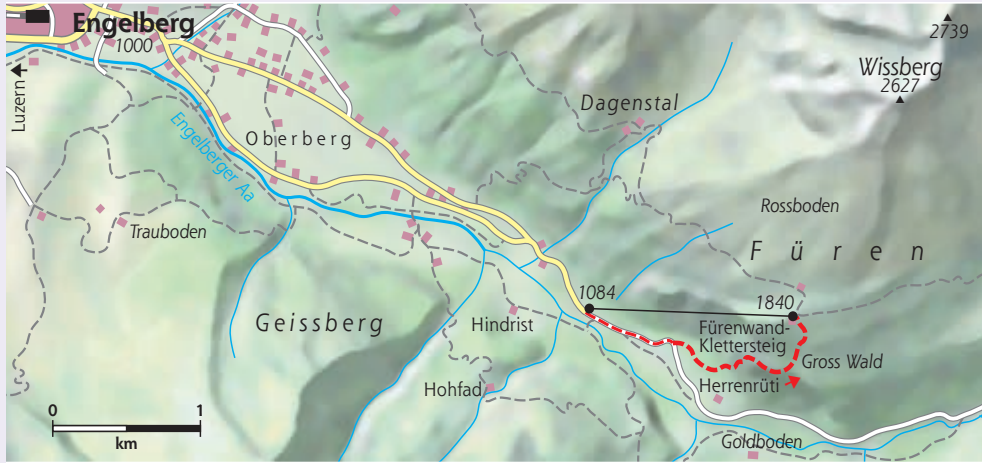 Engelberg
1000
2739
Wissberg
2627
Luzern
Dagenstal
Oberberg
Engelberger Aa
Rossboden
Trauboden
Füren
1084
1840
Geissberg
Hindrist
Fürenwand-
Klettersteig
Gross Wald
Hohfad
Herrenrüti
0 1
km
Goldboden